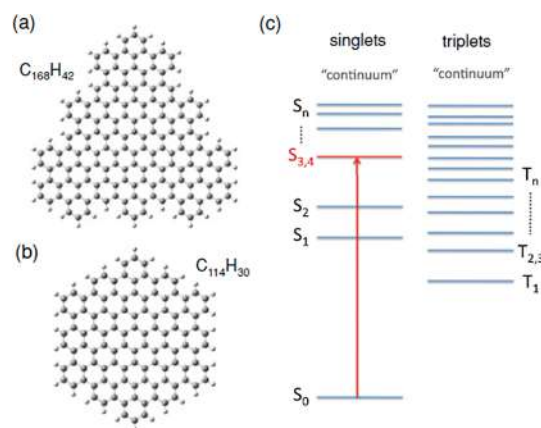 (a)
C168H42
(b)
C114H30
(c)
singlets
triplets
"continuum"
"continuum"
Sn
S3,4
S2
S1
S0
Tn
T2,3
T1